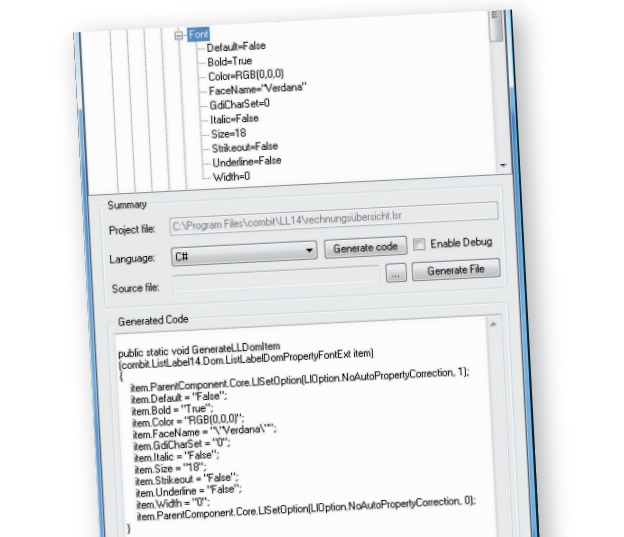 Font
Default=False
Bold=True
Color=RGB(0,0,0)
FaceName="Verdana"
GdiCharSet=0
Italic=False
Size=18
Strikeout=False
Underline=False
Width=0
Summary
Project file: C:\Program Files\combit\LL14\rechnungsübersicht.lsr
Language: C# Generate code Enable Debug
Source file: ... Generate File
Generated Code
public static void GenerateLLDomItem
(combit.ListLabel14.Dom.ListLabelDomPropertyFontExt item)
{
item.ParentComponent.Core.LlSetOption(LlOption.NoAutoPropertyCorrection, 1);
item.Default = "False";
item.Bold = "True";
item.Color = "RGB(0,0,0)";
item.FaceName = "\"Verdana\"";
item.GdiCharSet = "0";
item.Italic = "False";
item.Size = "18";
item.Strikeout = "False";
item.Underline = "False";
item.Width = "0";
item.ParentComponent.Core.LlSetOption(LlOption.NoAutoPropertyCorrection, 0);
}